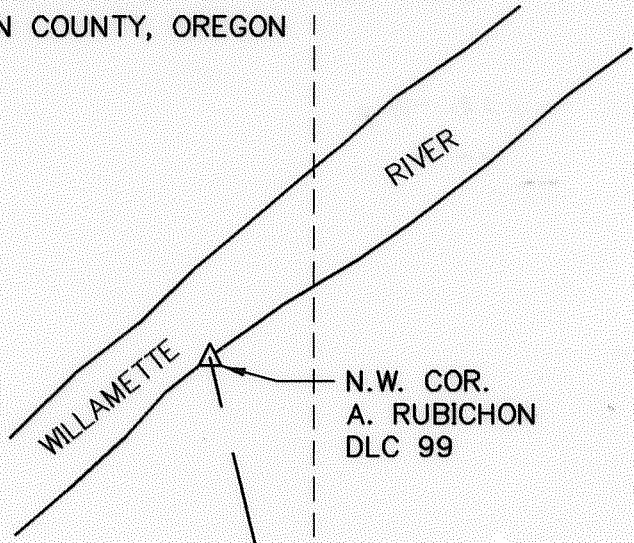 N COUNTY, OREGON
RIVER
WILLAMETTE
N.W. COR.
A. RUBICHON
DLC 99